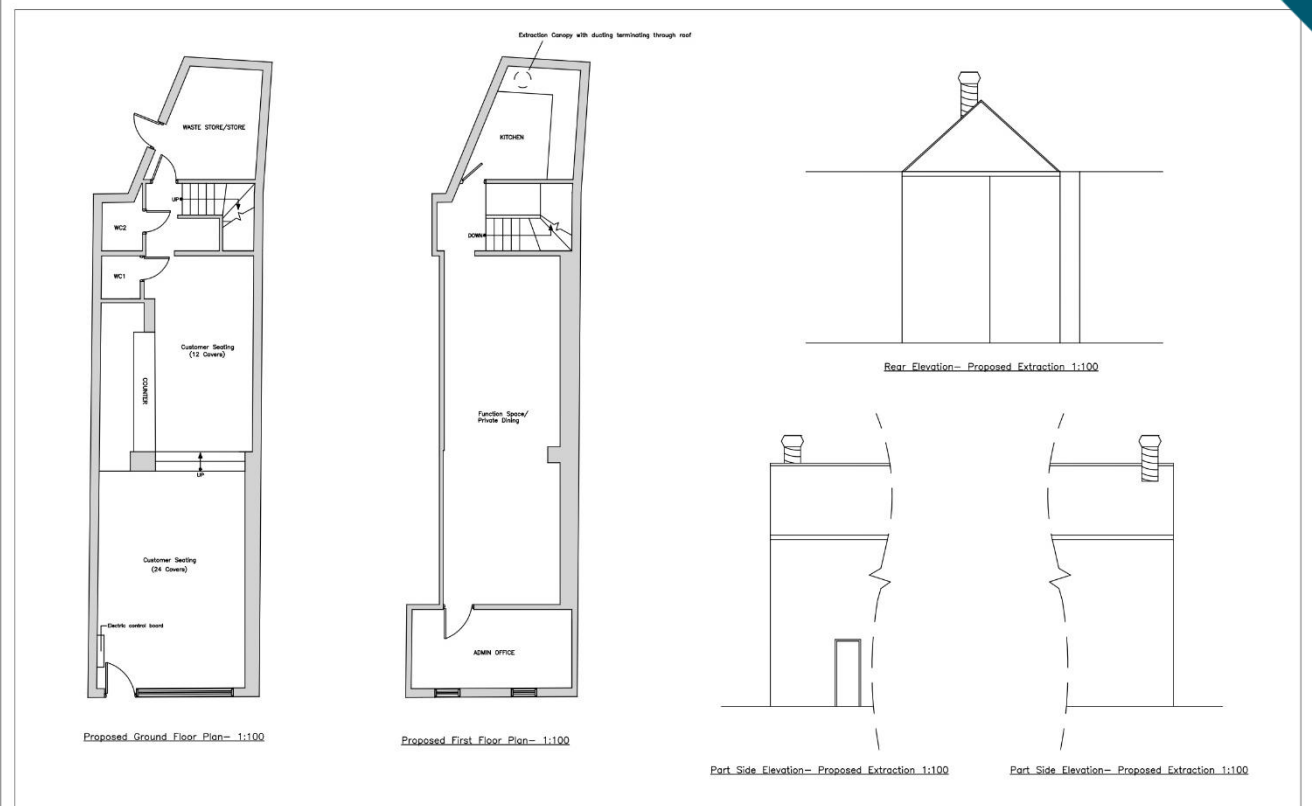 Extraction Canopy with ducting terminating through roof
WASTE STORE/STORE
UP
WC2
WC1
Customer Seating
(12 Covers)
COUNTER
UP
Customer Seating
(24 Covers)
Electric control board
Proposed Ground Floor Plan- 1:100
KITCHEN
DOWN
Function Space/
Private Dining
ADMIN OFFICE
Proposed First Floor Plan- 1:100
Rear Elevation- Proposed Extraction 1:100
Part Side Elevation- Proposed Extraction 1:100
Part Side Elevation- Proposed Extraction 1:100